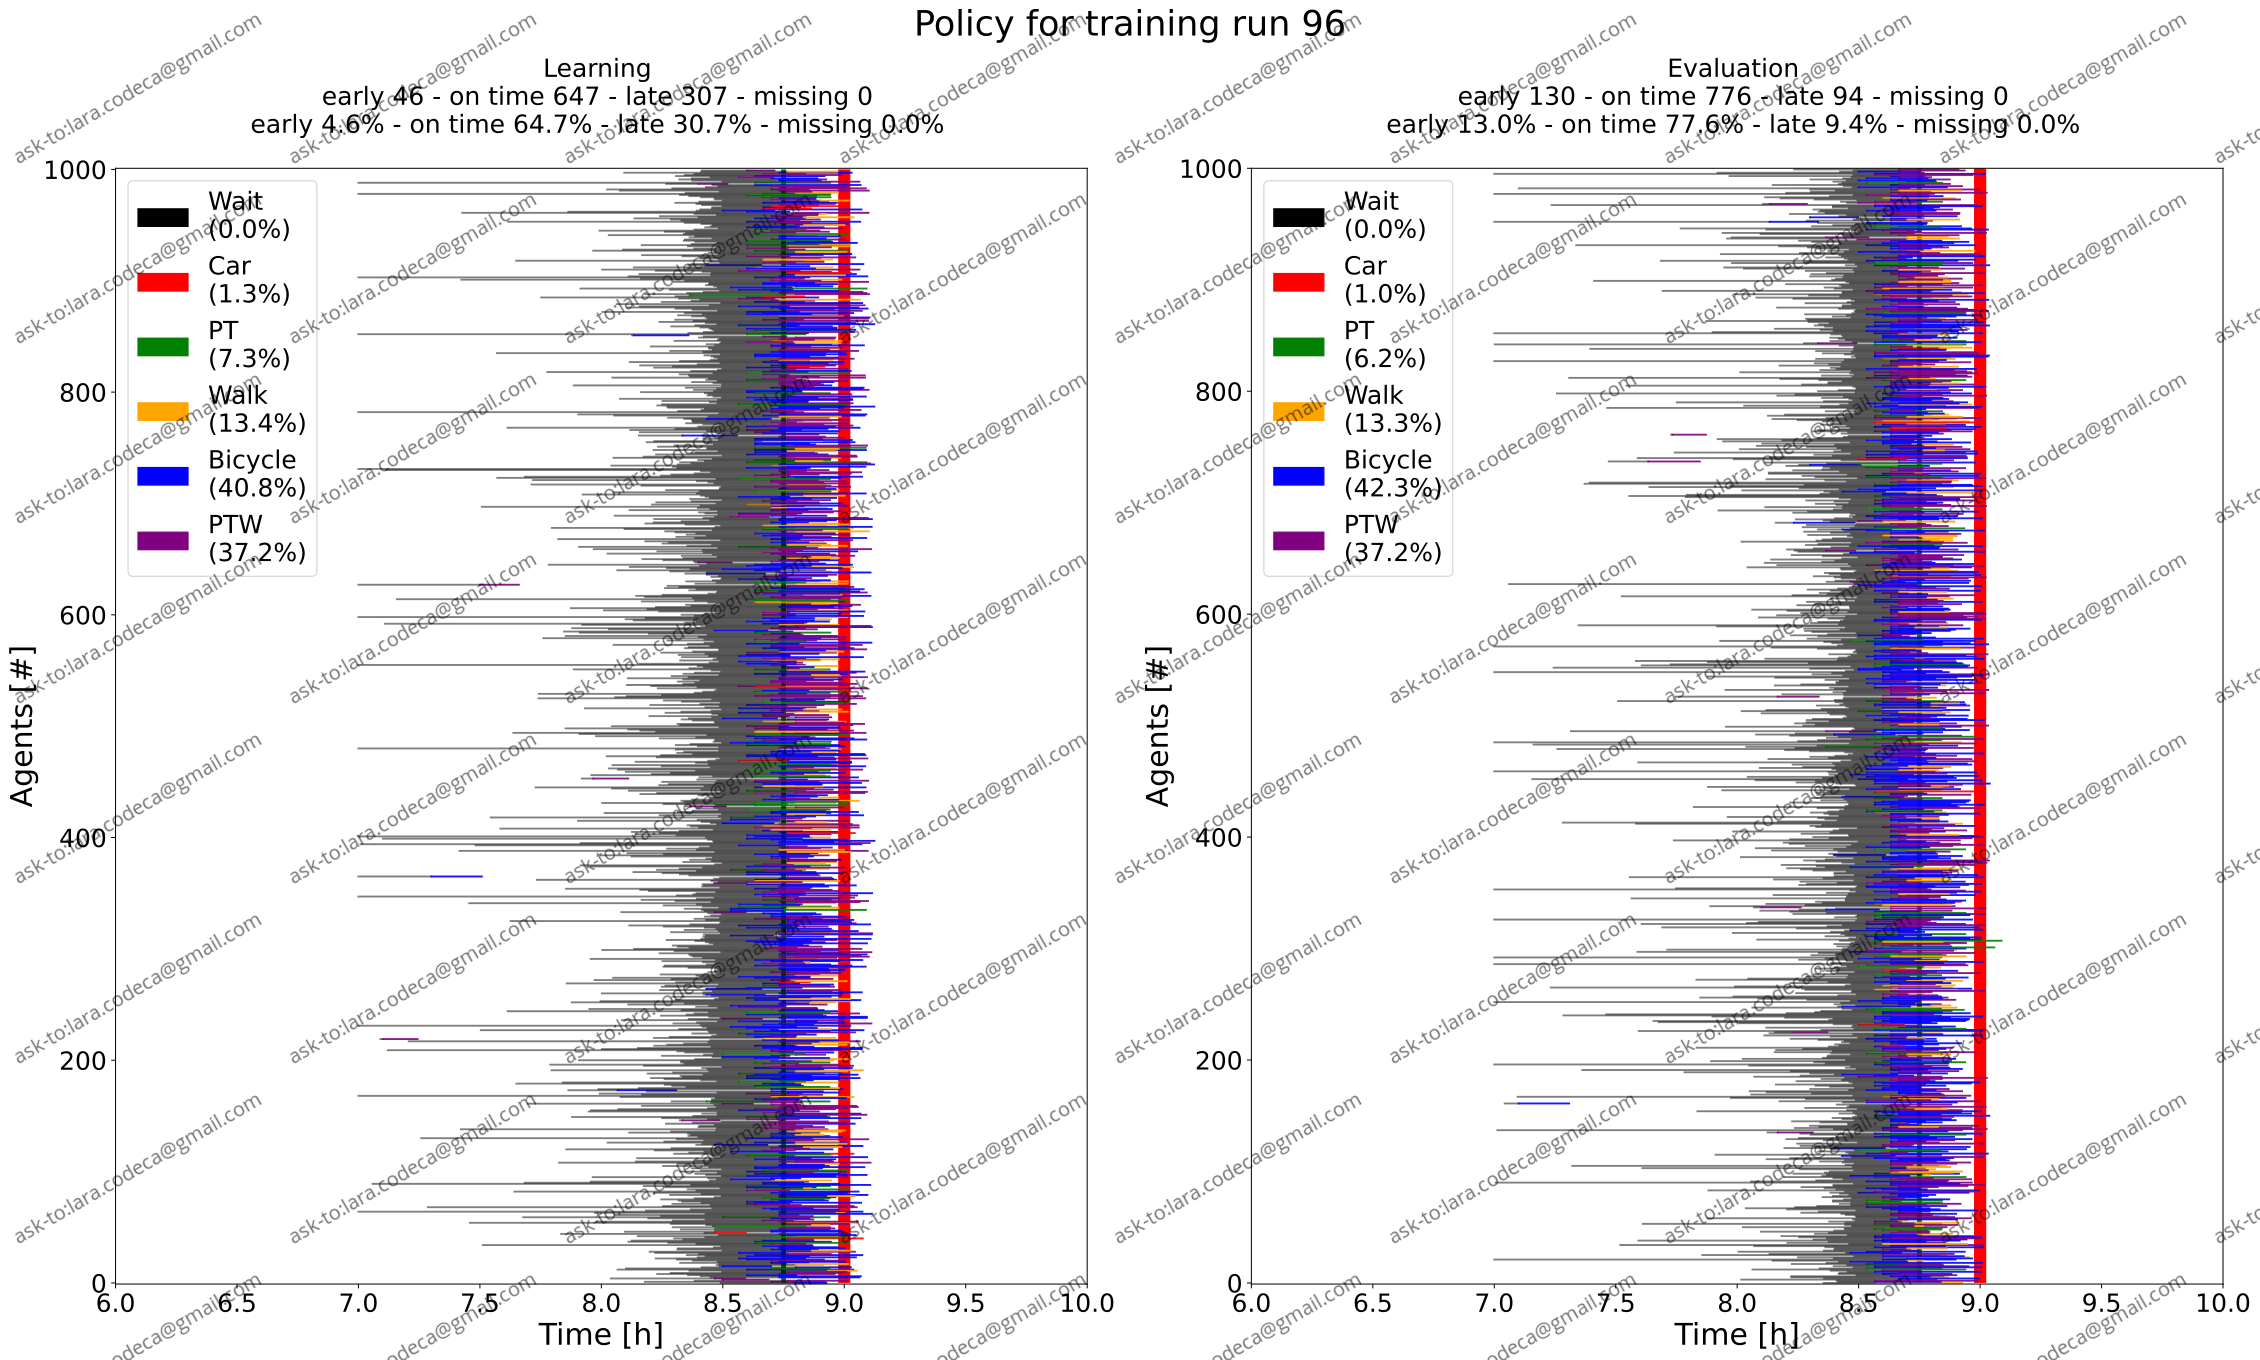 Policy for training run 96
Learning
early 46 - on time 647 - late 307 - missing 0
early 4.6% - on time 64.7% - late 30.7% - missing 0.0%
1000
800
600
400
200
0
Agents [#]
Wait
(0.0%)
Car
(1.3%)
PT
(7.3%)
Walk
(13.4%)
Bicycle
(40.8%)
PTW
(37.2%)
6.0 6.5 7.0 7.5 8.0 8.5 9.0 9.5 10.0
Time [h]
Evaluation
early 130 - on time 776 - late 94 - missing 0
early 13.0% - on time 77.6% - late 9.4% - missing 0.0%
1000
800
600
400
200
0
Agents [#]
Wait
(0.0%)
Car
(1.0%)
PT
(6.2%)
Walk
(13.3%)
Bicycle
(42.3%)
PTW
(37.2%)
6.0 6.5 7.0 7.5 8.0 8.5 9.0 9.5 10.0
Time [h]
ask-to:lara.codeca@gmail.com